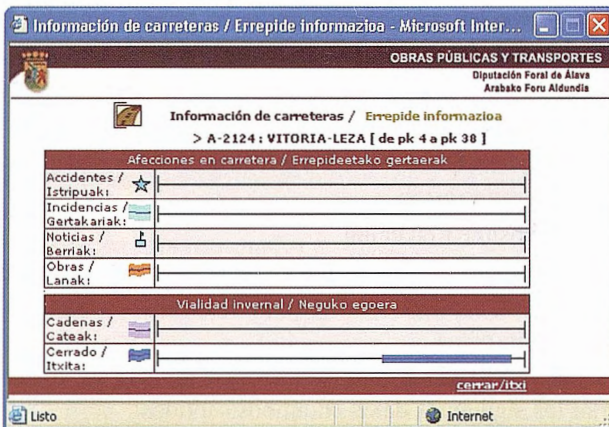 Información de carreteras / Errepide informazioa - Microsoft Inter...
OBRAS PÚBLICAS Y TRANSPORTES
Diputación Foral de Álava
Arabako Foru Aldundia
Información de carreteras / Errepide informazioa
> A-2124 : VITORIA-LEZA [ de pk 4 a pk 38 ]
Afecciones en carretera / Errepideetako gertaerak
Accidentes /
Istripuak:
Incidencias /
Gertakariak:
Noticias /
Berriak:
Obras /
Lanak:
Vialidad invernal / Neguko egoera
Cadenas /
Cateak:
Cerrado /
Itxita:
cerrar/itxi
Listo
Internet